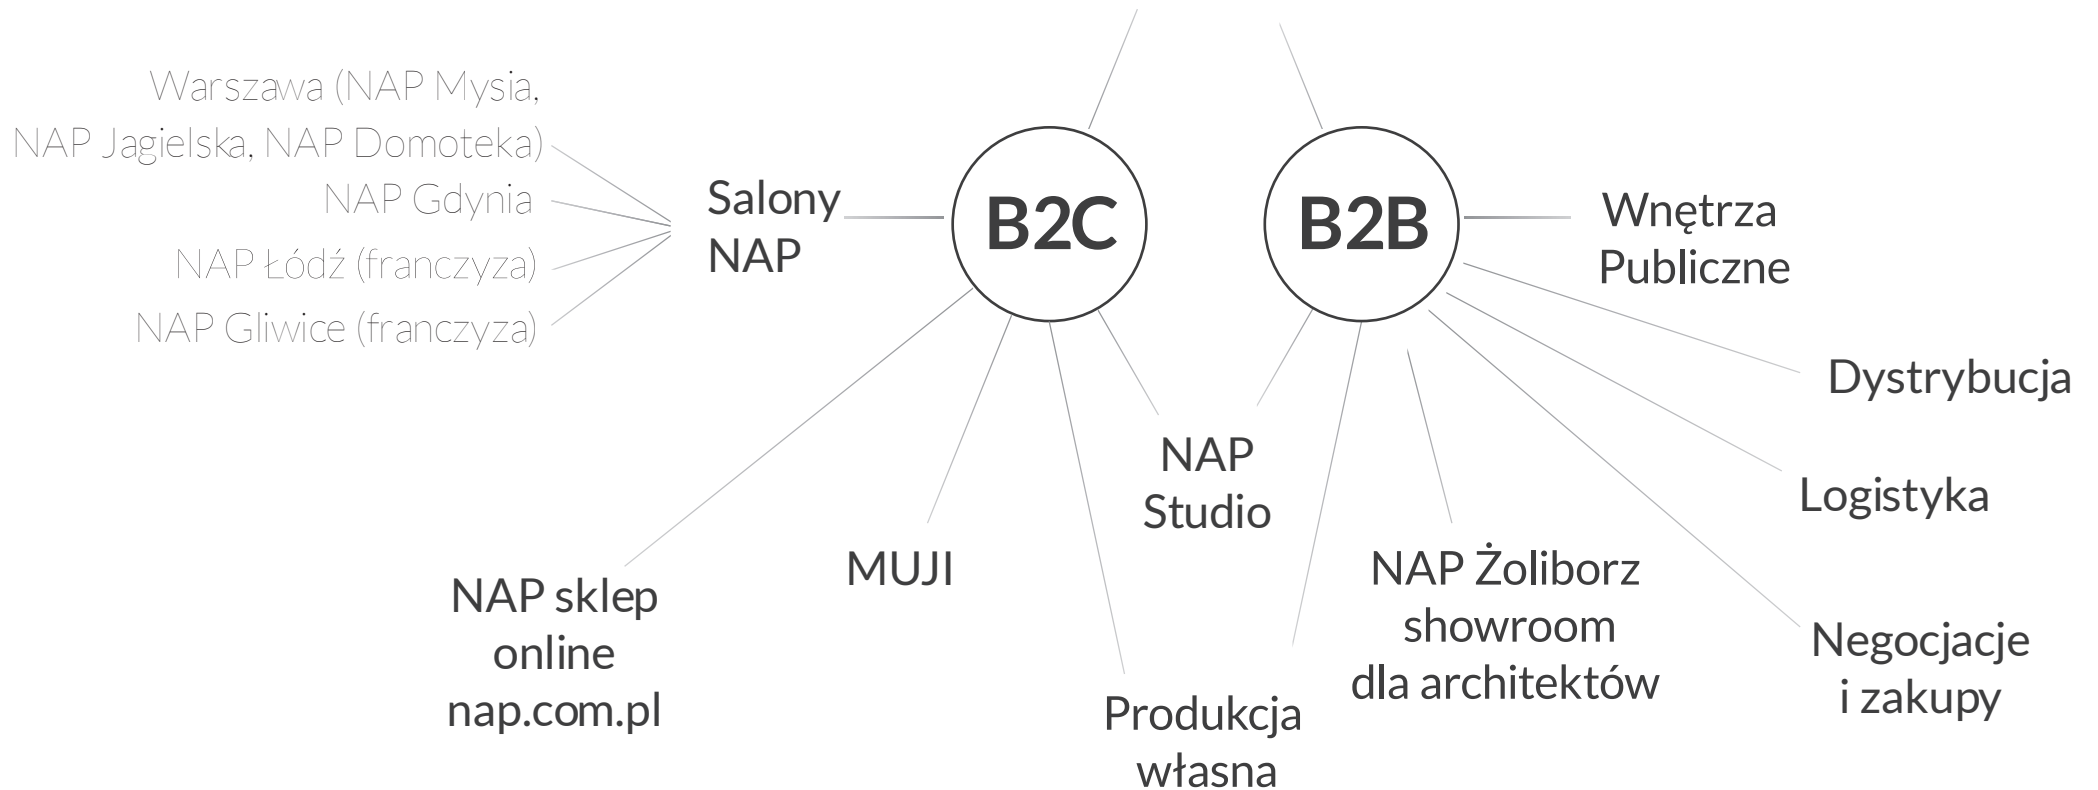 Warszawa (NAP Mysia,
NAP Jagielska, NAP Domoteka)
NAP Gdynia
NAP Łódź (franczyza)
NAP Gliwice (franczyza)
Salony
NAP
B2C
B2B
Wnętrza
Publiczne
Dystrybucja
Logistyka
NAP
Studio
MUJI
NAP sklep
online
nap.com.pl
NAP Żoliborz
showroom
dla architektów
Negocjacje
i zakupy
Produkcja
własna